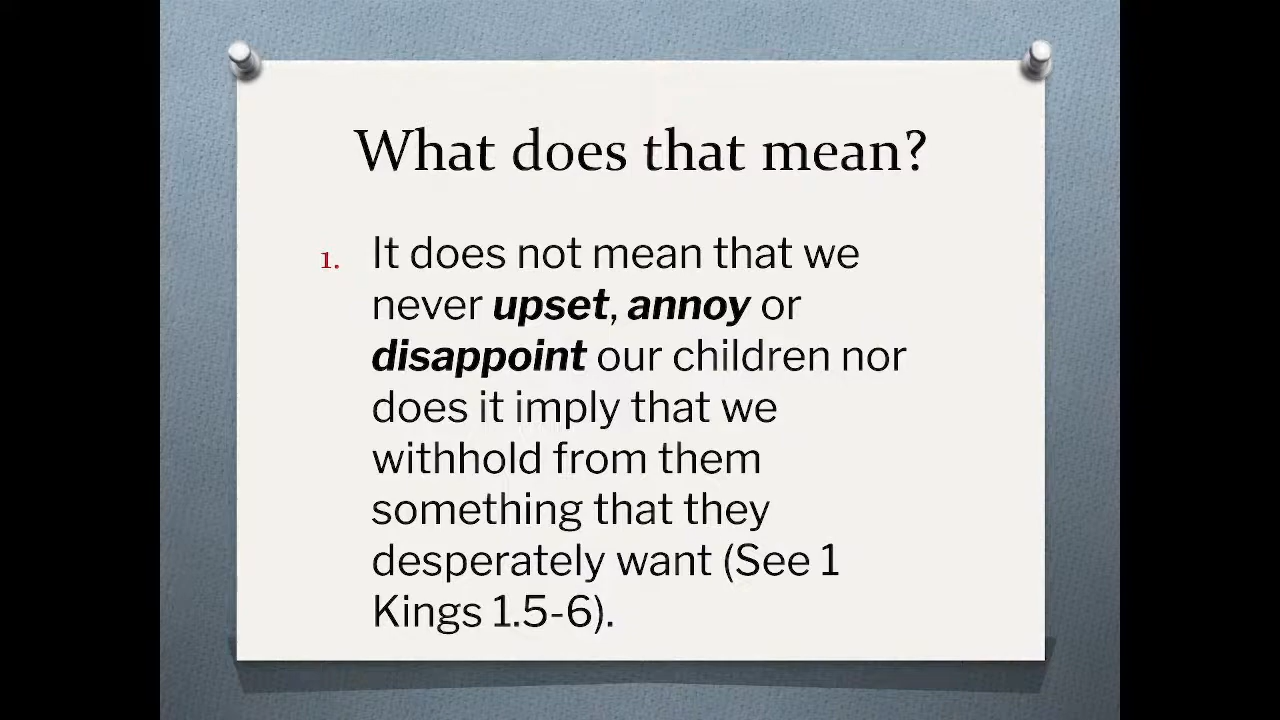 What does that mean?
1. It does not mean that we
never upset, annoy or
disappoint our children nor
does it imply that we
withhold from them
something that they
desperately want (See 1
Kings 1.5-6).